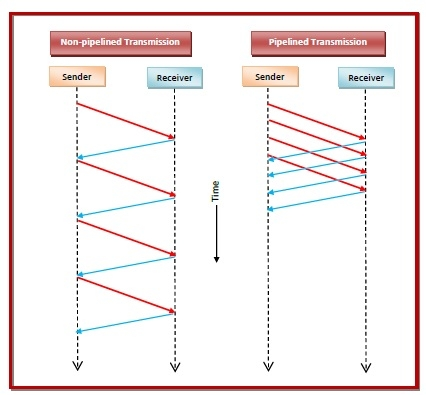 Non-pipelined Transmission
Pipelined Transmission
Sender
Receiver
Sender
Receiver
Time